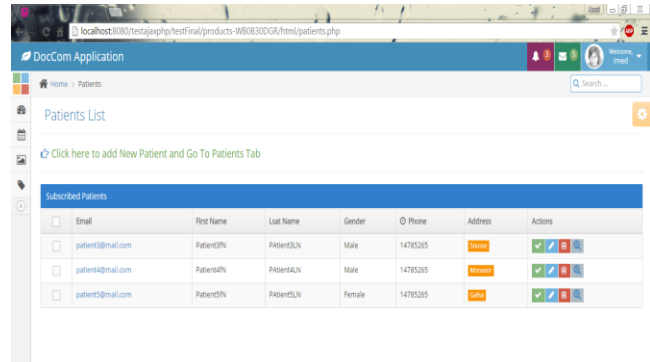 localhost:8080/testajaxphp/testFinal/products-WB0B30DGR/html/patients.php
DocCom Application
3
5
Welcome, imed
Home > Patients
Search ...
Patients List
Click here to add New Patient and Go To Patients Tab
Subscribed Patients
Email First Name Lsat Name Gender Phone Address Actions
patient3@mail.com Patient3fN PAtient3LN Male 14785265 Sousse
patient4@mail.com Patient4fN PAtient4LN Male 14785265 Monastir
patient5@mail.com Patient5fN PAtient5LN Female 14785265 Gafsa